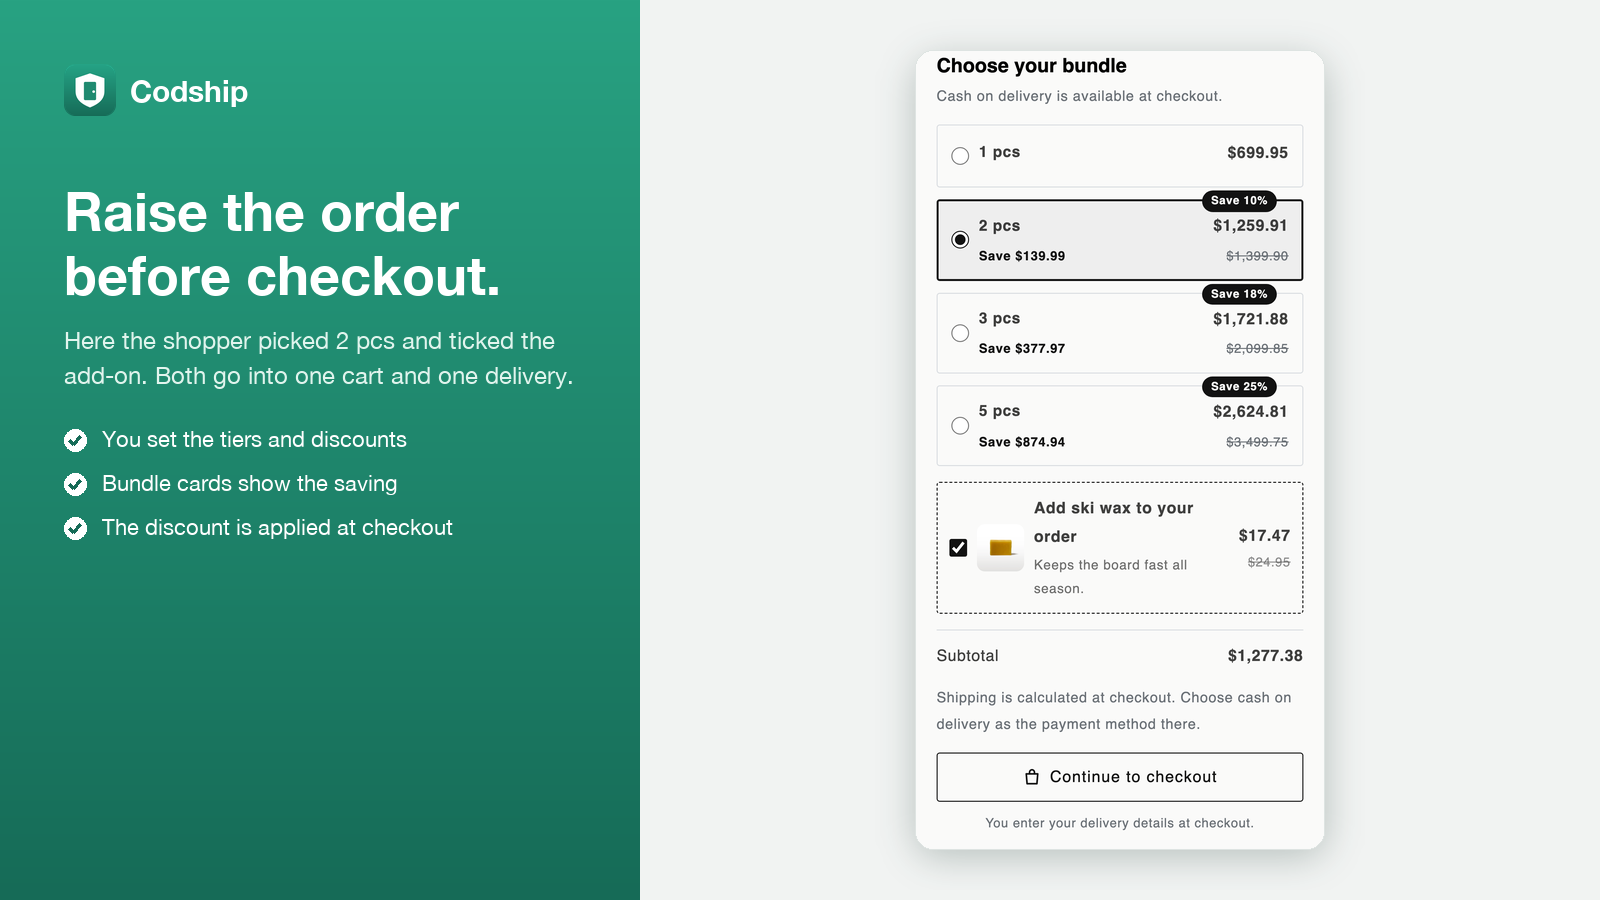 Codship
Raise the order
before checkout.
Here the shopper picked 2 pcs and ticked the
add-on. Both go into one cart and one delivery.
You set the tiers and discounts
Bundle cards show the saving
The discount is applied at checkout
Choose your bundle
Cash on delivery is available at checkout.
1 pcs $699.95
Save 10%
2 pcs $1,259.91
Save $139.99 $1,399.90
Save 18%
3 pcs $1,721.88
Save $377.97 $2,099.85
Save 25%
5 pcs $2,624.81
Save $874.94 $3,499.75
Add ski wax to your
order $17.47
Keeps the board fast all $24.95
season.
Subtotal $1,277.38
Shipping is calculated at checkout. Choose cash on
delivery as the payment method there.
Continue to checkout
You enter your delivery details at checkout.